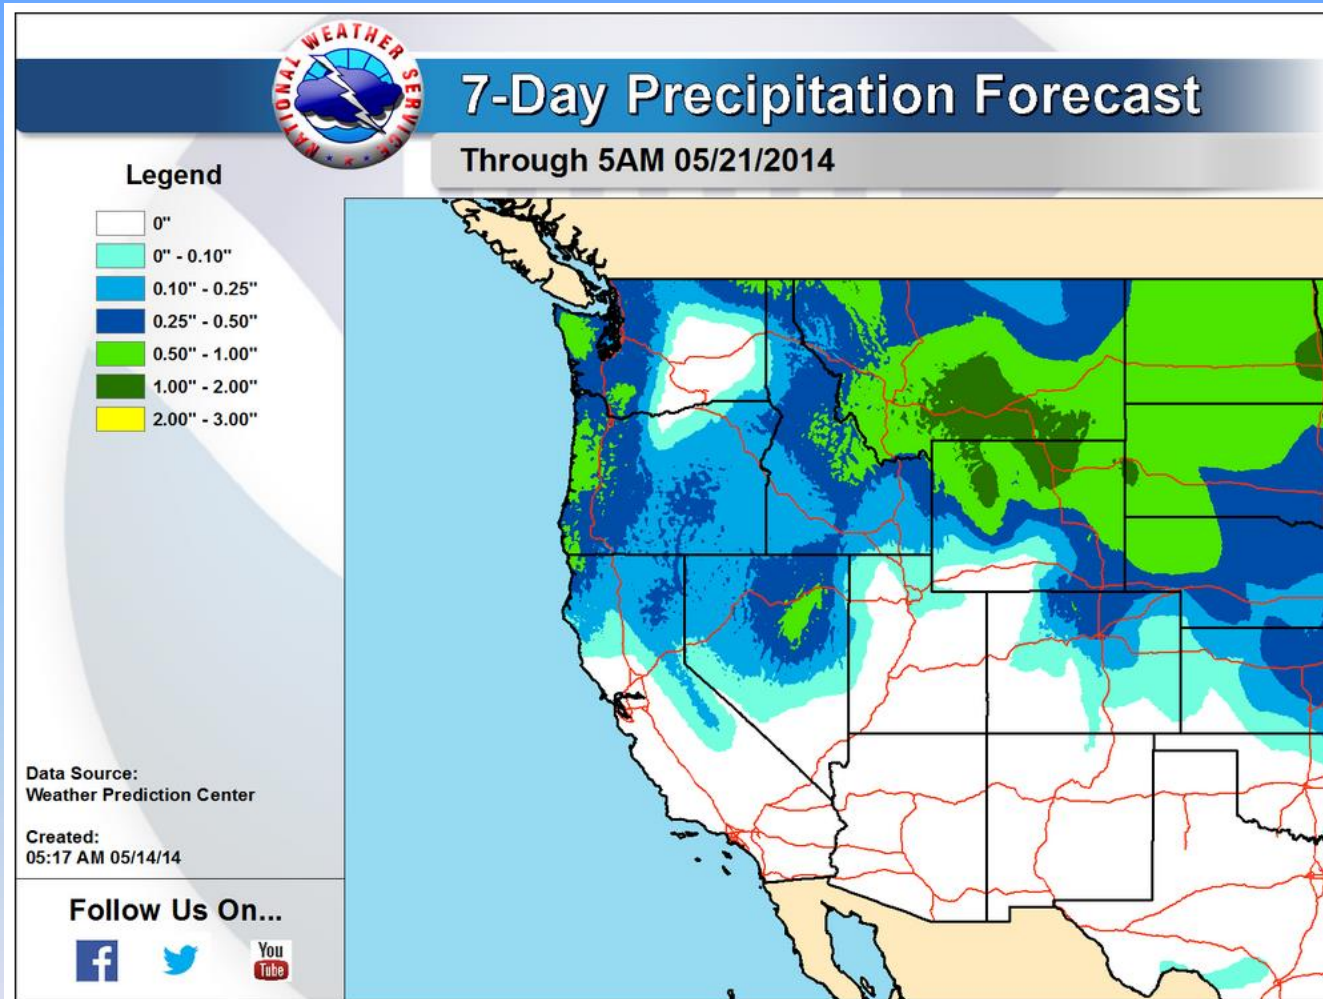 NATIONAL WEATHER SERVICE
7-Day Precipitation Forecast
Through 5AM 05/21/2014
Legend
0"
0" - 0.10"
0.10" - 0.25"
0.25" - 0.50"
0.50" - 1.00"
1.00" - 2.00"
2.00" - 3.00"
Data Source:
Weather Prediction Center
Created:
05:17 AM 05/14/14
Follow Us On...
f
You
Tube